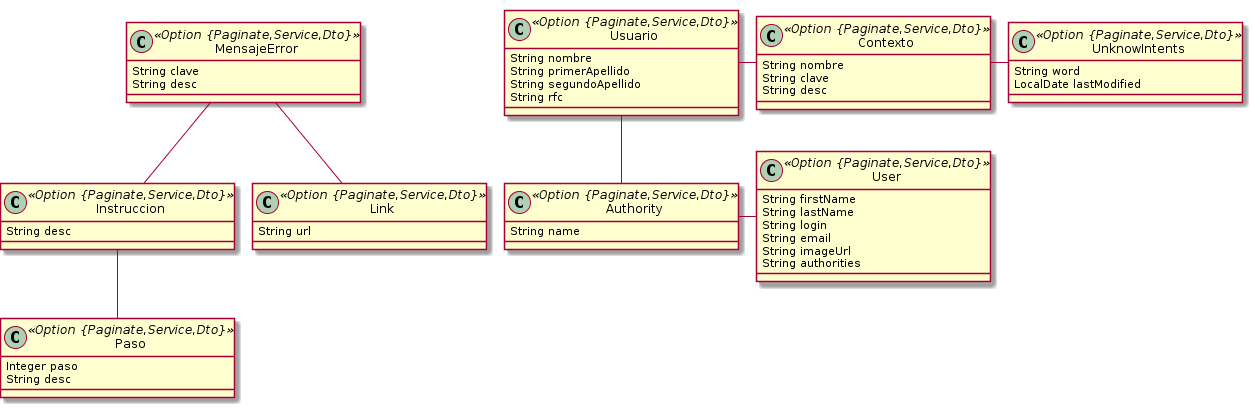 C
«Option {Paginate,Service,Dto}»
MensajeError
String clave
String desc
C
«Option {Paginate,Service,Dto}»
Usuario
String nombre
String primerApellido
String segundoApellido
String rfc
C
«Option {Paginate,Service,Dto}»
Contexto
String nombre
String clave
String desc
C
«Option {Paginate,Service,Dto}»
UnknowIntents
String word
LocalDate lastModified
C
«Option {Paginate,Service,Dto}»
Instruccion
String desc
C
«Option {Paginate,Service,Dto}»
Link
String url
C
«Option {Paginate,Service,Dto}»
Authority
String name
C
«Option {Paginate,Service,Dto}»
User
String firstName
String lastName
String login
String email
String imageUrl
String authorities
C
«Option {Paginate,Service,Dto}»
Paso
Integer paso
String desc